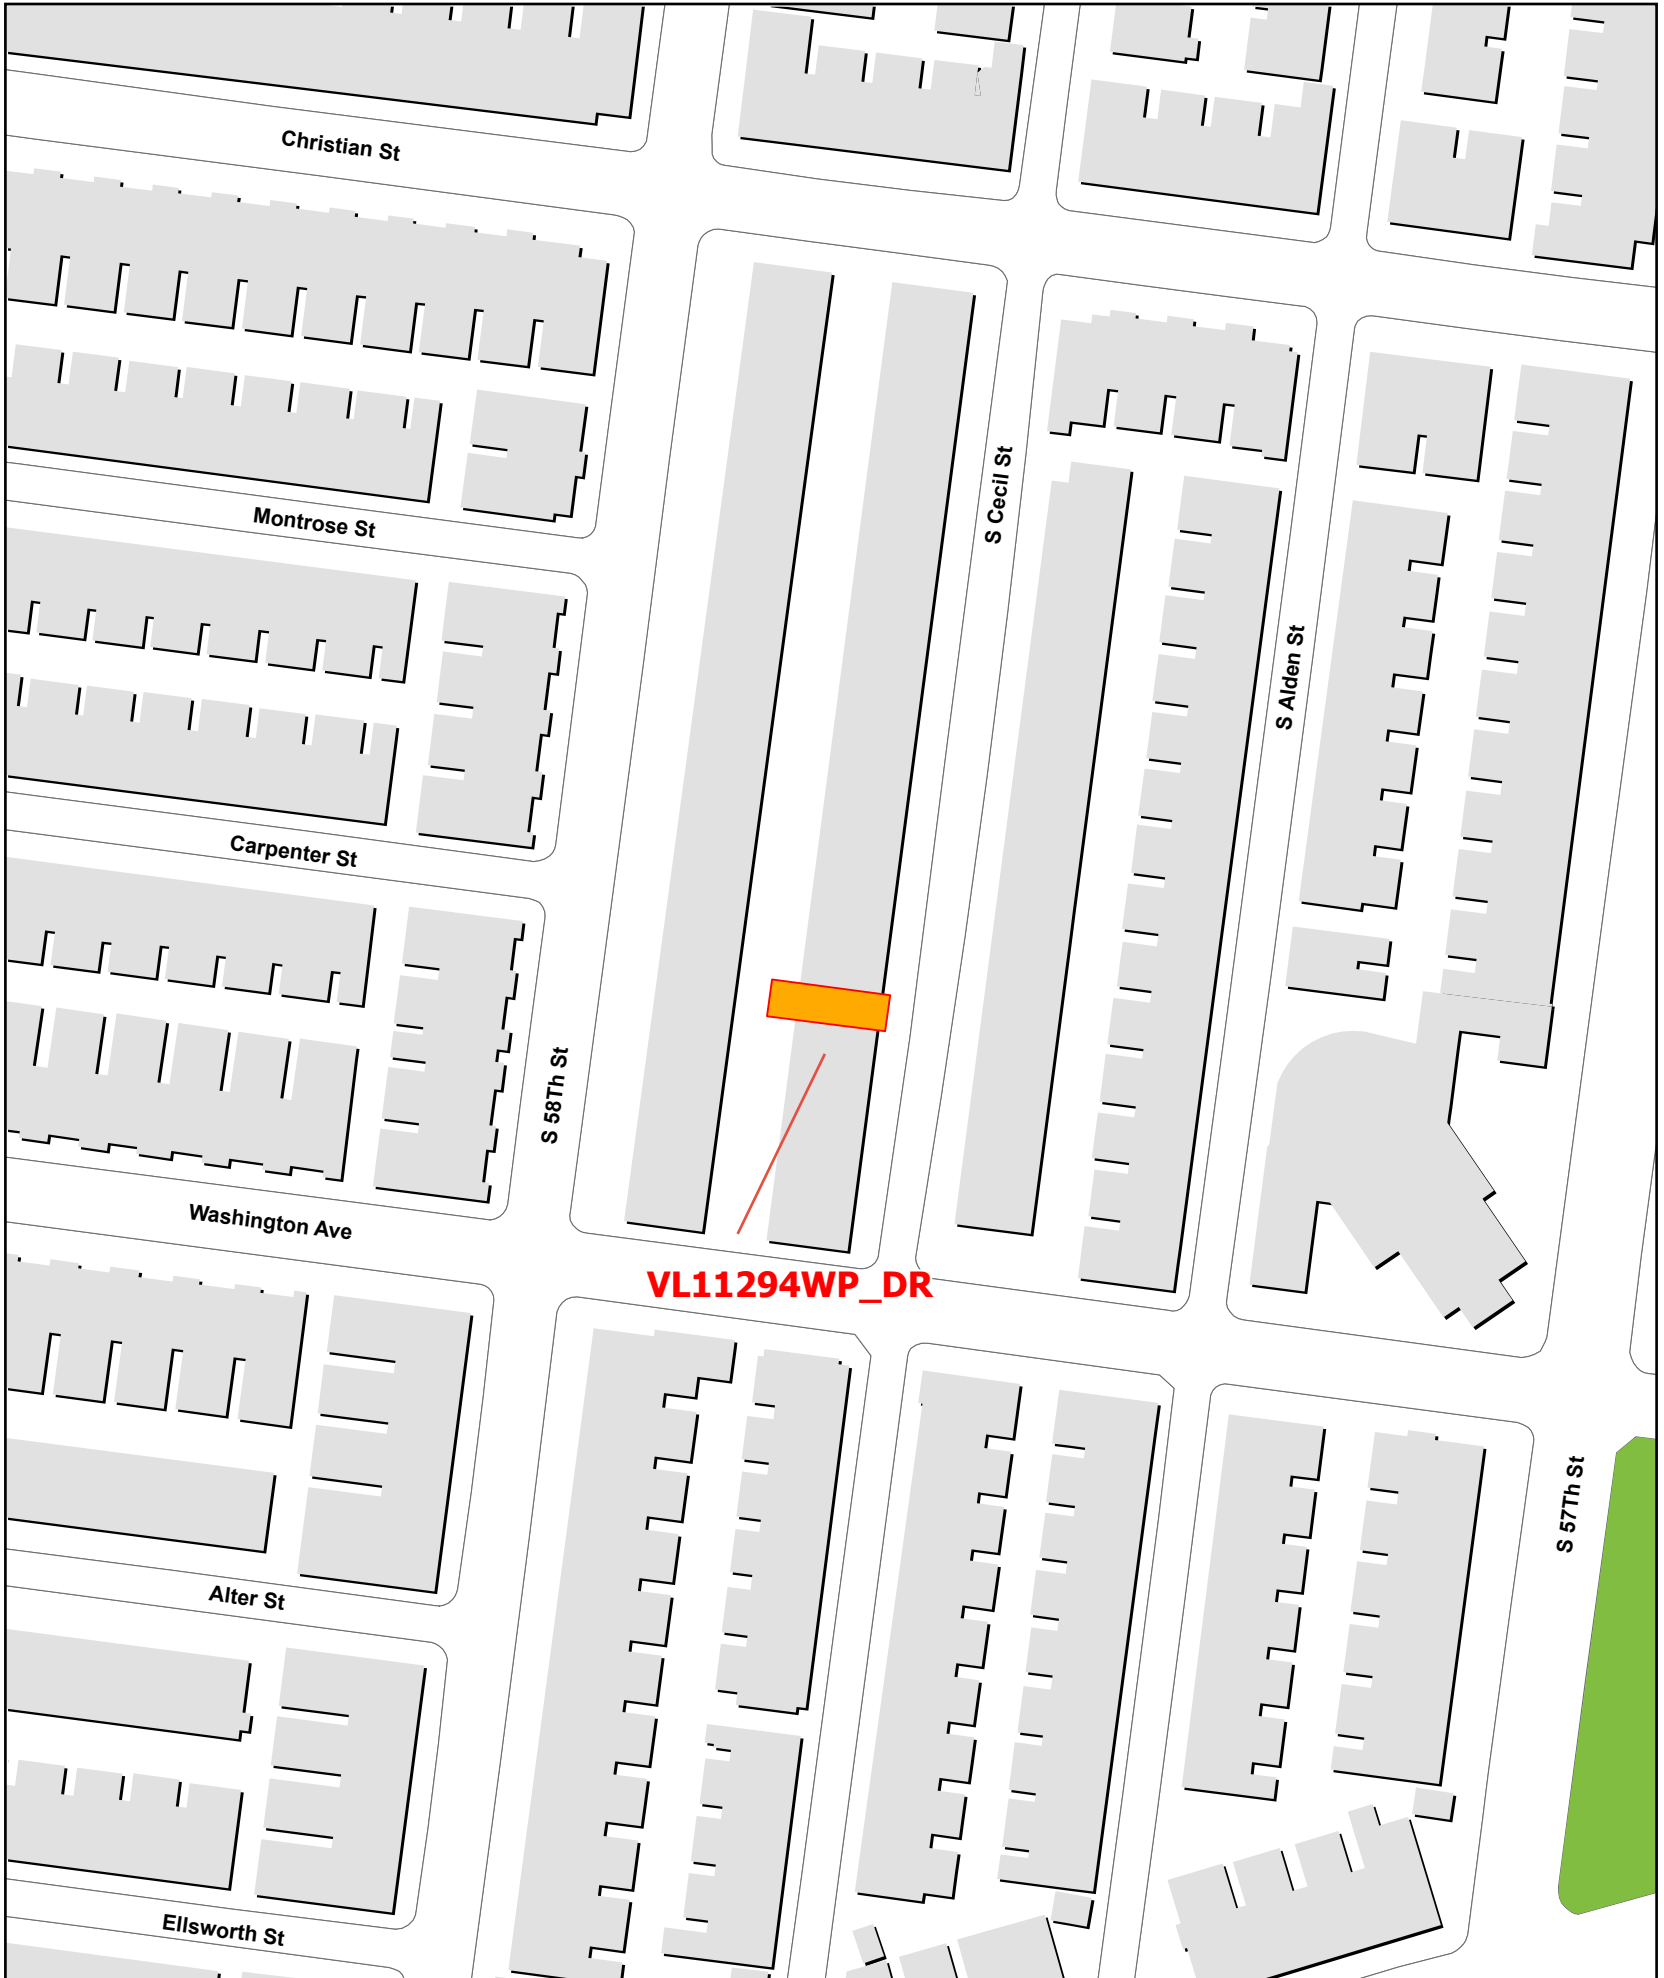 Christian St
Montrose St
S Cecil St
S Alden St
Carpenter St
S 58Th St
Washington Ave
VL11294WP_DR
S 57Th St
Alter St
Ellsworth St